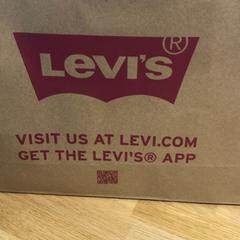 Levi's®
VISIT US AT LEVI.COM
GET THE LEVI'S® APP